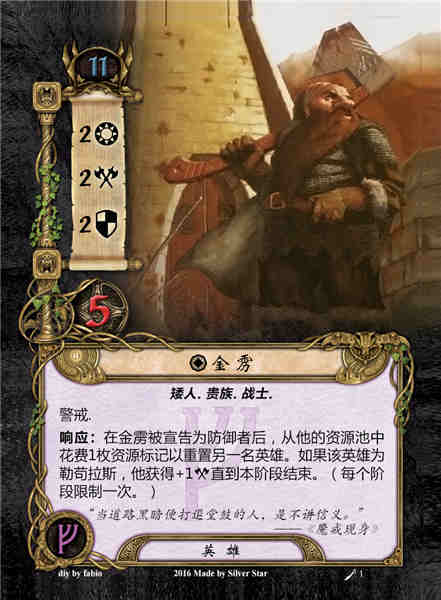 11
2
2
2
5
金雳
矮人. 贵族. 战士.
警戒.
响应：在金雳被宣告为防御者后，从他的资源池中
花费1枚资源标记以重置另一名英雄。如果该英雄为
勒苟拉斯，他获得+1 直到本阶段结束。（每个阶
段限制一次。）
“当道路黑暗便打退堂鼓的人，是不讲信义。”
——《魔戒现身》
英雄
diy by fabio
2016 Made by Silver Star
1